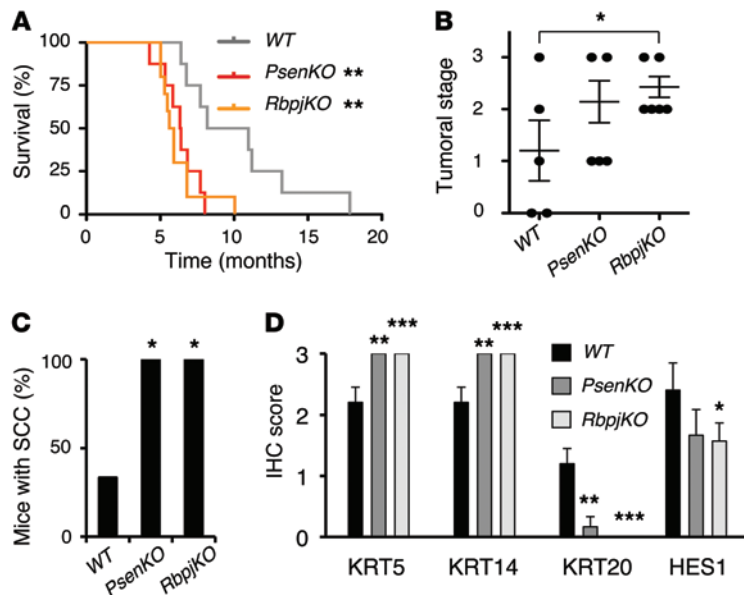 A
WT
PsenKO **
RbpjKO **
Survival (%)
100
75
50
25
0
0 5 10 15 20
Time (months)
B
*
Tumoral stage
3
2
1
0
WT PsenKO RbpjKO
C
Mice with SCC (%)
100
50
0
* *
WT PsenKO RbpjKO
D
IHC score
3
2
1
0
** *** ** *** ** *** *
WT
PsenKO
RbpjKO
KRT5 KRT14 KRT20 HES1